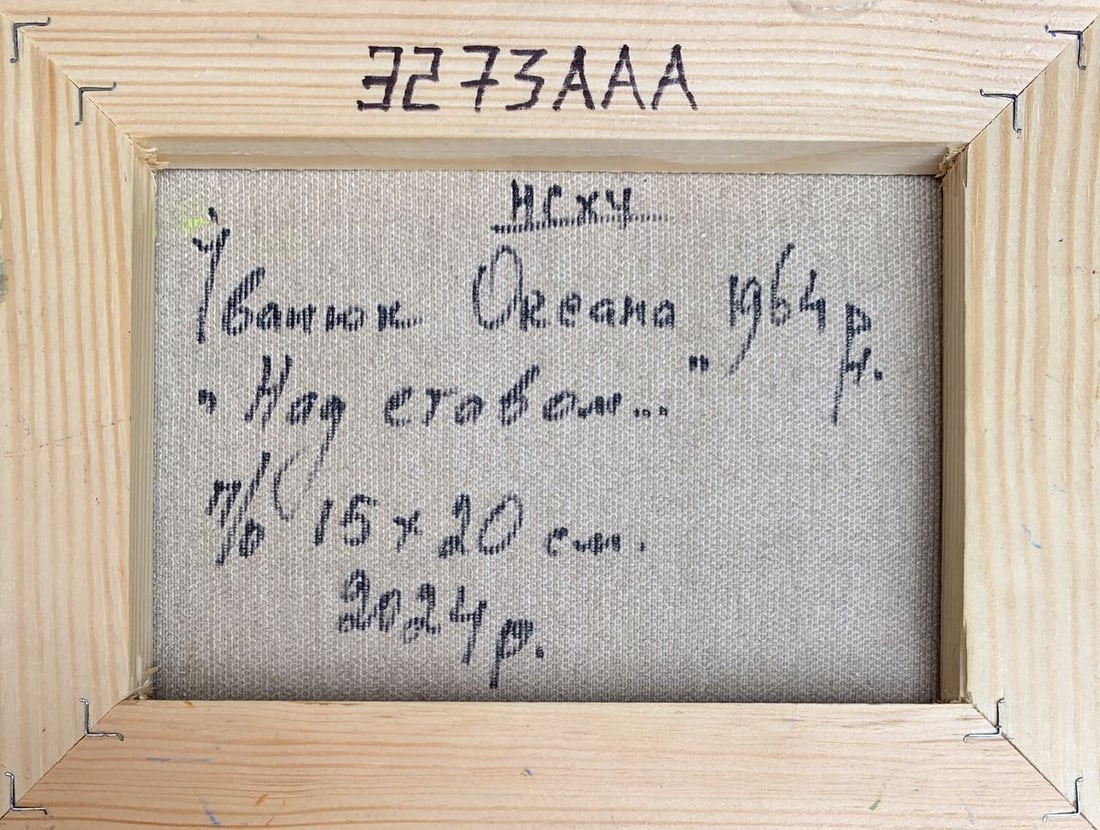 3273AAA
НСХУ
Іванюк Оксана 1964 р.н.
"Над ставом..."
п/о 15 x 20 см.
2024 р.